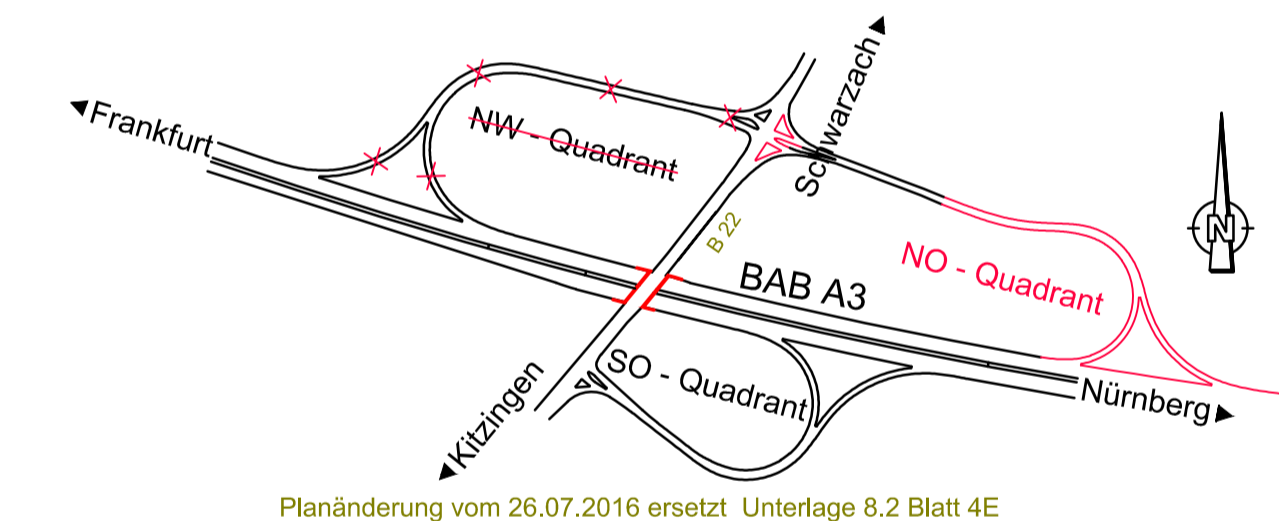 Schwarzach
Frankfurt
NW - Quadrant
B 22
N
NO - Quadrant
BAB A3
SO - Quadrant
Nürnberg
Kitzingen
Planänderung vom 26.07.2016 ersetzt Unterlage 8.2 Blatt 4E